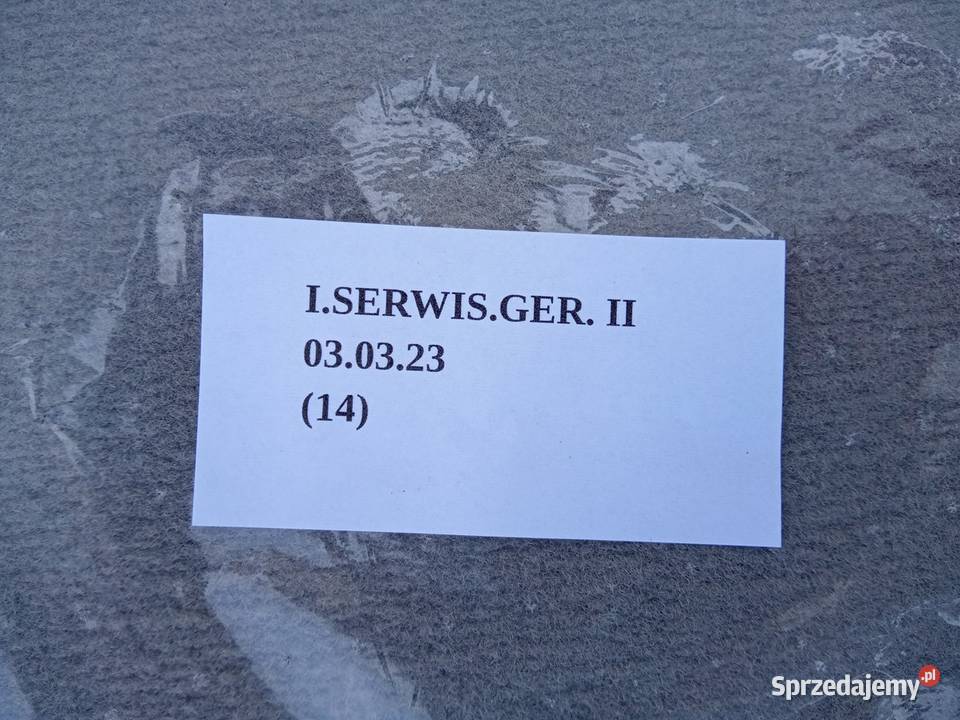 I.SERWIS.GER. II
03.03.23
(14)
Sprzedajemy.pl